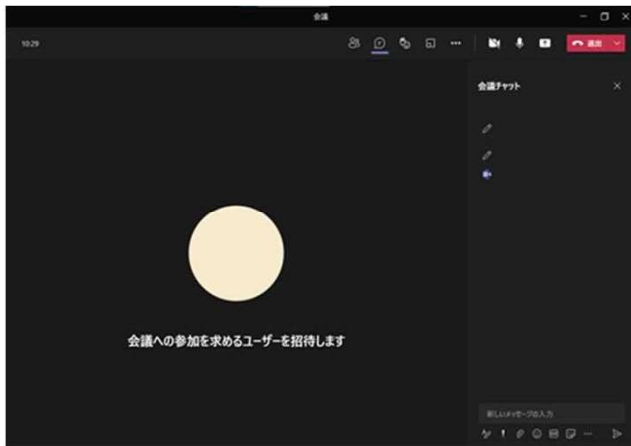 会議
10:29
退出
会議チャット
会議への参加を求めるユーザーを招待します
新しいメッセージの入力